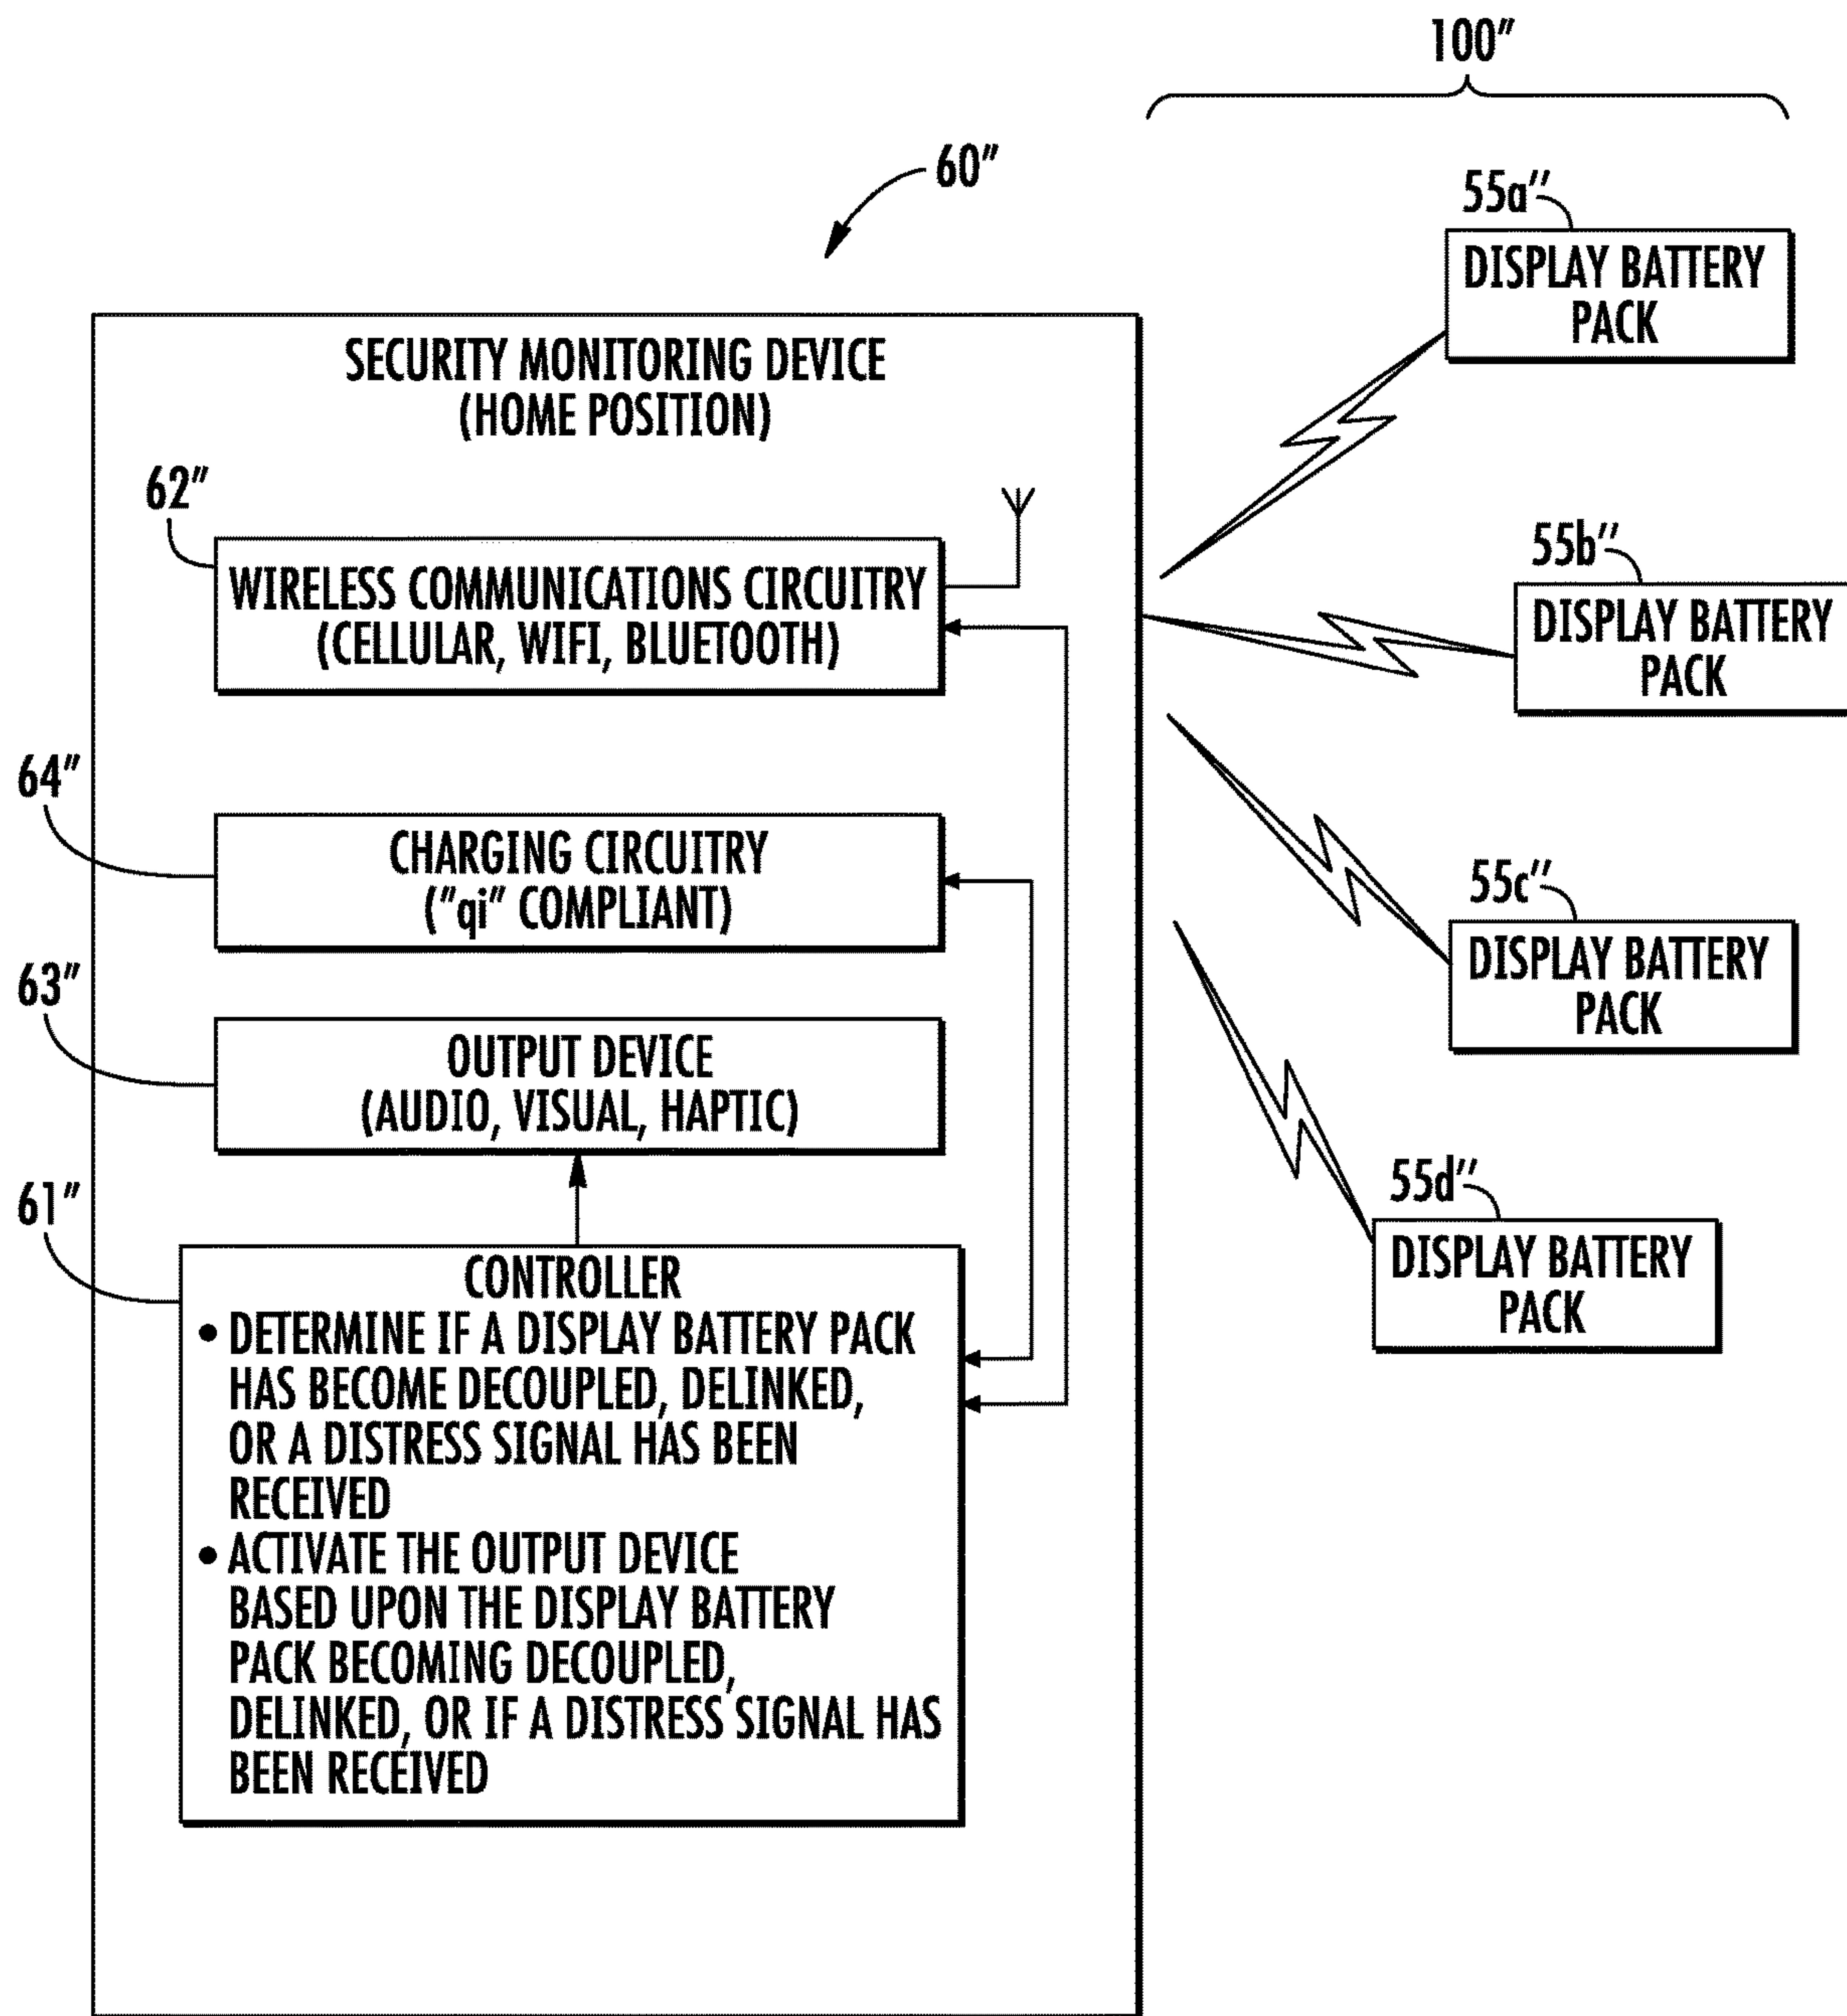 100"
60"
55a"
DISPLAY BATTERY
PACK
SECURITY MONITORING DEVICE
(HOME POSITION)
62"
WIRELESS COMMUNICATIONS CIRCUITRY
(CELLULAR, WIFI, BLUETOOTH)
55b"
DISPLAY BATTERY
PACK
64"
CHARGING CIRCUITRY
("qi" COMPLIANT)
55c"
DISPLAY BATTERY
PACK
63"
OUTPUT DEVICE
(AUDIO, VISUAL, HAPTIC)
55d"
DISPLAY BATTERY
PACK
61"
CONTROLLER
• DETERMINE IF A DISPLAY BATTERY PACK
HAS BECOME DECOUPLED, DELINKED,
OR A DISTRESS SIGNAL HAS BEEN
RECEIVED
• ACTIVATE THE OUTPUT DEVICE
BASED UPON THE DISPLAY BATTERY
PACK BECOMING DECOUPLED,
DELINKED, OR IF A DISTRESS SIGNAL HAS
BEEN RECEIVED